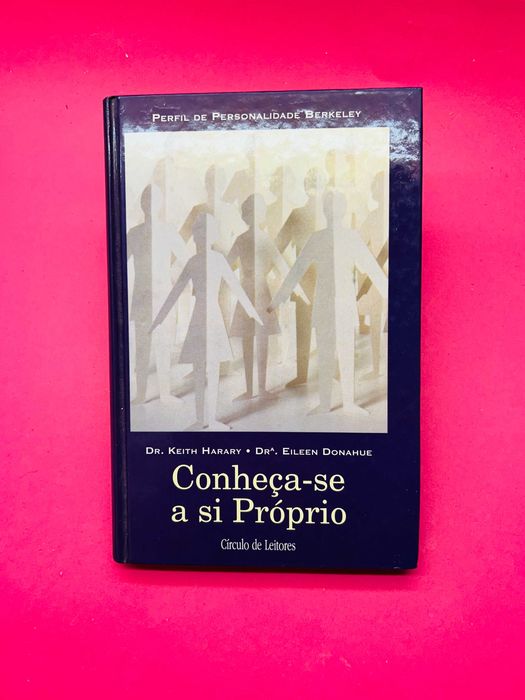 Perfil de Personalidade Berkeley
Dr. Keith Harary • Drª. Eileen Donahue
Conheça-se
a si Próprio
Círculo de Leitores